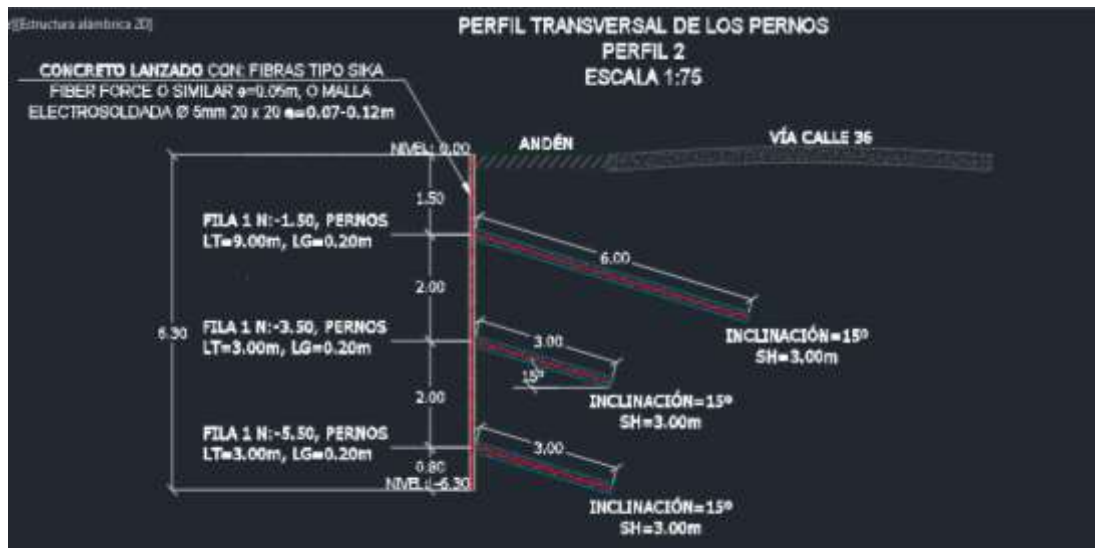 ][Estructura alámbrica 2D]
PERFIL TRANSVERSAL DE LOS PERNOS
PERFIL 2
ESCALA 1:75
CONCRETO LANZADO CON: FIBRAS TIPO SIKA
FIBER FORCE O SIMILAR e=0.05m, O MALLA
ELECTROSOLDADA Ø 5mm 20 x 20 e=0.07-0.12m
NIVEL: 0.00
ANDÉN
VÍA CALLE 36
1.50
FILA 1 N:-1.50, PERNOS
LT=9.00m, LG=0.20m
6.00
2.00
INCLINACIÓN=15º
SH=3.00m
6.30
FILA 1 N:-3.50, PERNOS
LT=3.00m, LG=0.20m
3.00
15º
2.00
INCLINACIÓN=15º
SH=3.00m
FILA 1 N:-5.50, PERNOS
LT=3.00m, LG=0.20m
3.00
0.80
NIVEL: -6.30
INCLINACIÓN=15º
SH=3.00m